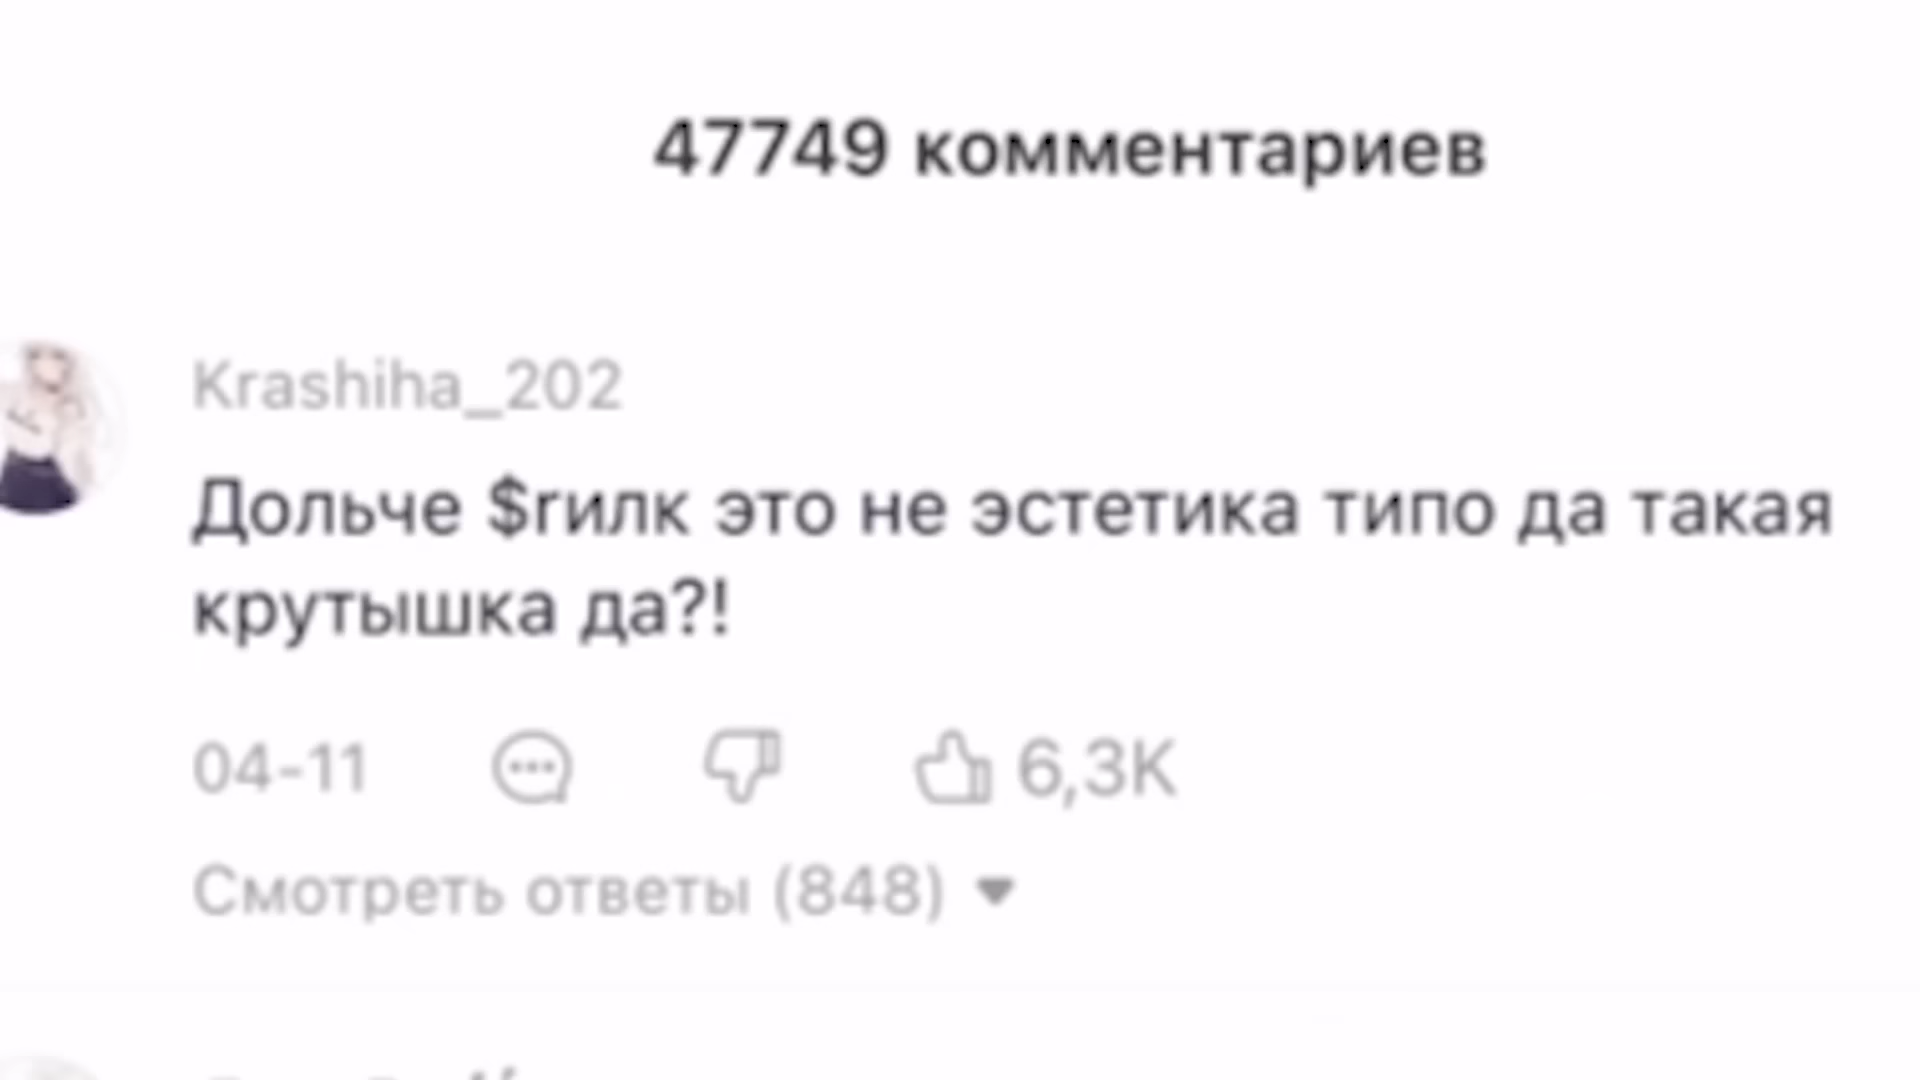 47749 комментариев
Krashiha_202
Дольче $rилк это не эстетика типо да такая
крутышка да?!
04-11 6,3K
Смотреть ответы (848)